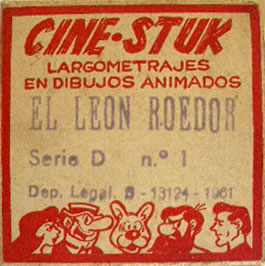 CINE·STUK
LARGOMETRAJES
EN DIBUJOS ANIMADOS
EL LEON ROEDOR
Serie D n.º 1
Dep. Legal. B - 13124 - 1961